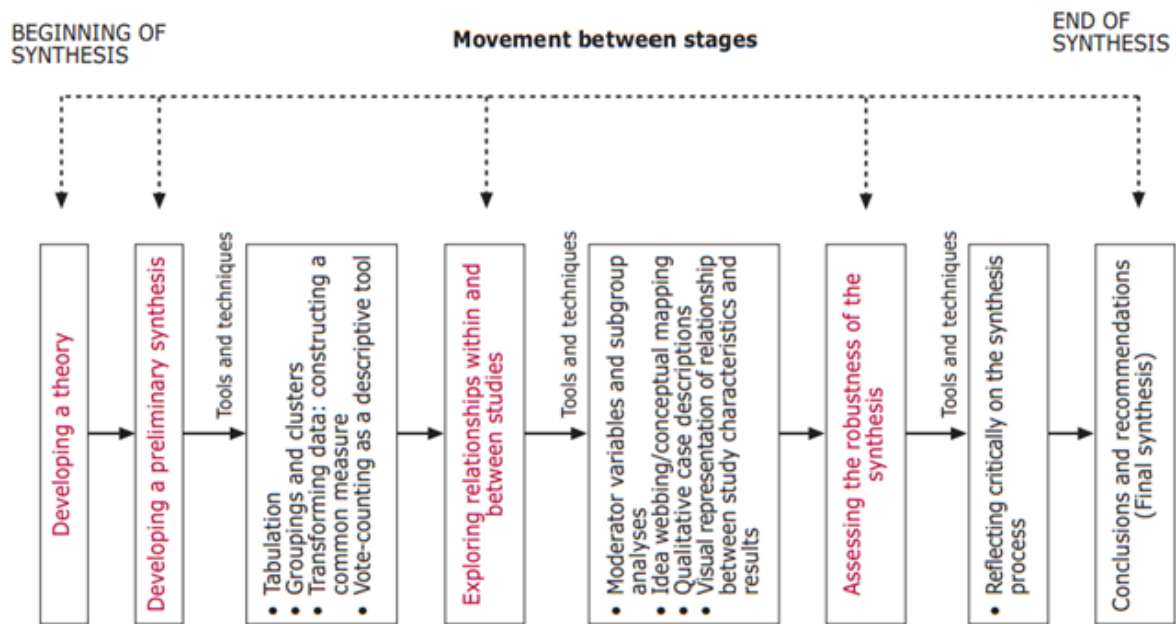 BEGINNING OF
SYNTHESIS
Movement between stages
END OF
SYNTHESIS
Developing a theory
Developing a preliminary synthesis
Tools and techniques
• Tabulation
• Groupings and clusters
• Transforming data: constructing a
common measure
• Vote-counting as a descriptive tool
Exploring relationships within and
between studies
Tools and techniques
• Moderator variables and subgroup
analyses
• Idea webbing/conceptual mapping
• Qualitative case descriptions
• Visual representation of relationship
between study characteristics and
results
Assessing the robustness of the
synthesis
Tools and techniques
• Reflecting critically on the synthesis
process
Conclusions and recommendations
(Final synthesis)